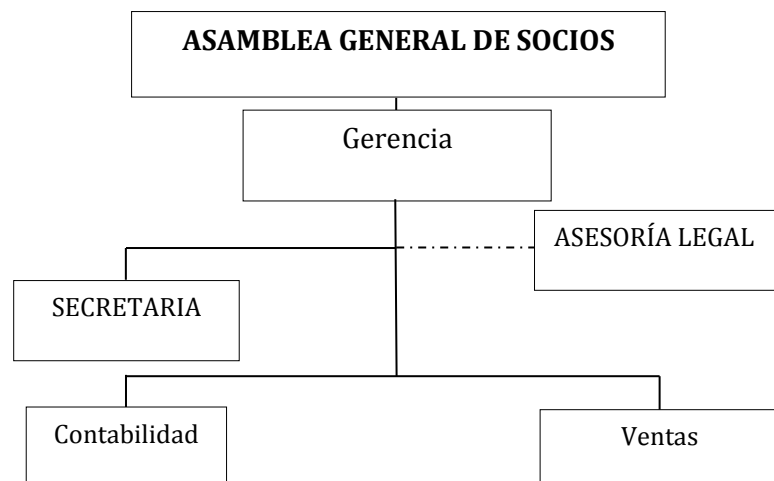 ASAMBLEA GENERAL DE SOCIOS
Gerencia
ASESORÍA LEGAL
SECRETARIA
Contabilidad
Ventas